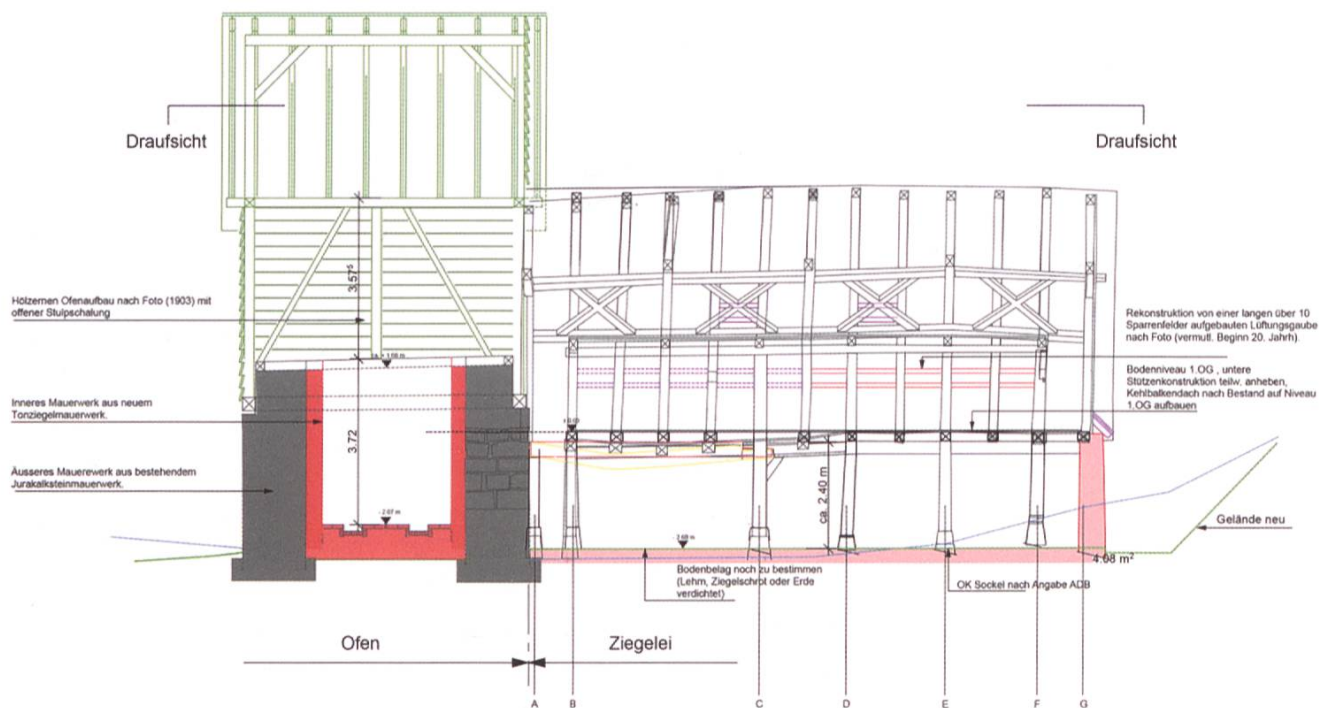 Draufsicht
Draufsicht
3.57⁵
Hölzernen Ofenaufbau nach Foto (1903) mit
offener Stulpschalung
Rekonstruktion von einer langen über 10
Sparrenfelder aufgebauten Lüftungsgaube
nach Foto (vermutl. Beginn 20. Jahrh).
Bodenniveau 1.OG , untere
Stützenkonstruktion teilw. anheben,
Kehlbalkendach nach Bestand auf Niveau
1.OG aufbauen
Inneres Mauerwerk aus neuem
Tonziegelmauerwerk.
3.72
Äusseres Mauererwerk aus bestehendem
Jurakalksteinmauerwerk.
ca. 2.40 m
- 2.07 m
Gelände neu
- 2.68 m
4.08 m²
Bodenbelag noch zu bestimmen
(Lehm, Ziegelschrot oder Erde
verdichtet)
OK Sockel nach Angabe ADB
Ofen
Ziegelei
A B C D E F G